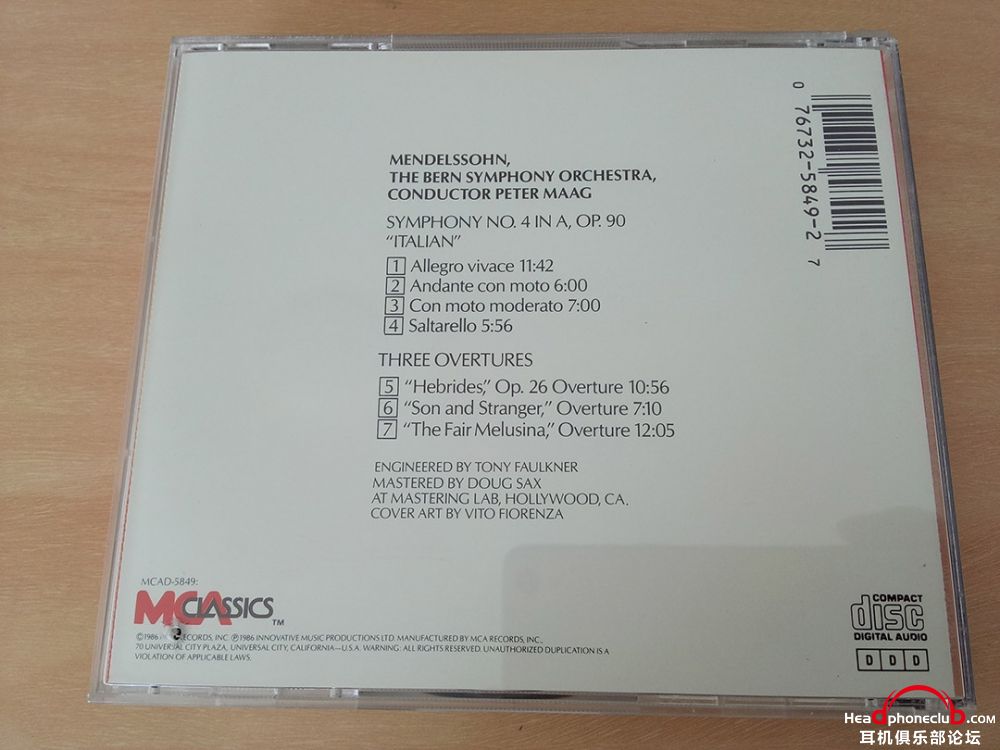 MENDELSSOHN,
THE BERN SYMPHONY ORCHESTRA,
CONDUCTOR PETER MAAG
SYMPHONY NO. 4 IN A, OP. 90
“ITALIAN”
1 Allegro vivace 11:42
2 Andante con moto 6:00
3 Con moto moderato 7:00
4 Saltarello 5:56
THREE OVERTURES
5 “Hebrides,” Op. 26 Overture 10:56
6 “Son and Stranger,” Overture 7:10
7 “The Fair Melusina,” Overture 12:05
ENGINEERED BY TONY FAULKNER
MASTERED BY DOUG SAX
AT MASTERING LAB, HOLLYWOOD, CA.
COVER ART BY VITO FIORENZA
0 76732-5849-2 7
MCAD-5849:
MCA CLASSICS TM
©1986 RECORDS, INC. ℗1986 INNOVATIVE MUSIC PRODUCTIONS LTD. MANUFACTURED BY MCA RECORDS, INC.,
70 UNIVERSAL CITY PLAZA, UNIVERSAL CITY, CALIFORNIA—U.S.A. WARNING: ALL RIGHTS RESERVED. UNAUTHORIZED DUPLICATION IS A
VIOLATION OF APPLICABLE LAWS.
COMPACT
disc
DIGITAL AUDIO
D D D
Headphoneclub.COM
耳机俱乐部论坛